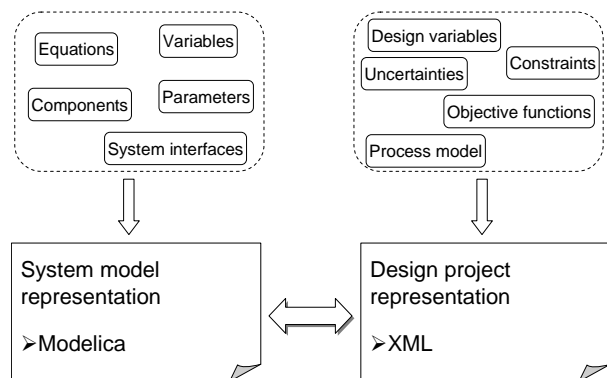 Equations
Variables
Components
Parameters
System interfaces
Design variables
Uncertainties
Constraints
Objective functions
Process model
System model
representation
➢Modelica
Design project
representation
➢XML